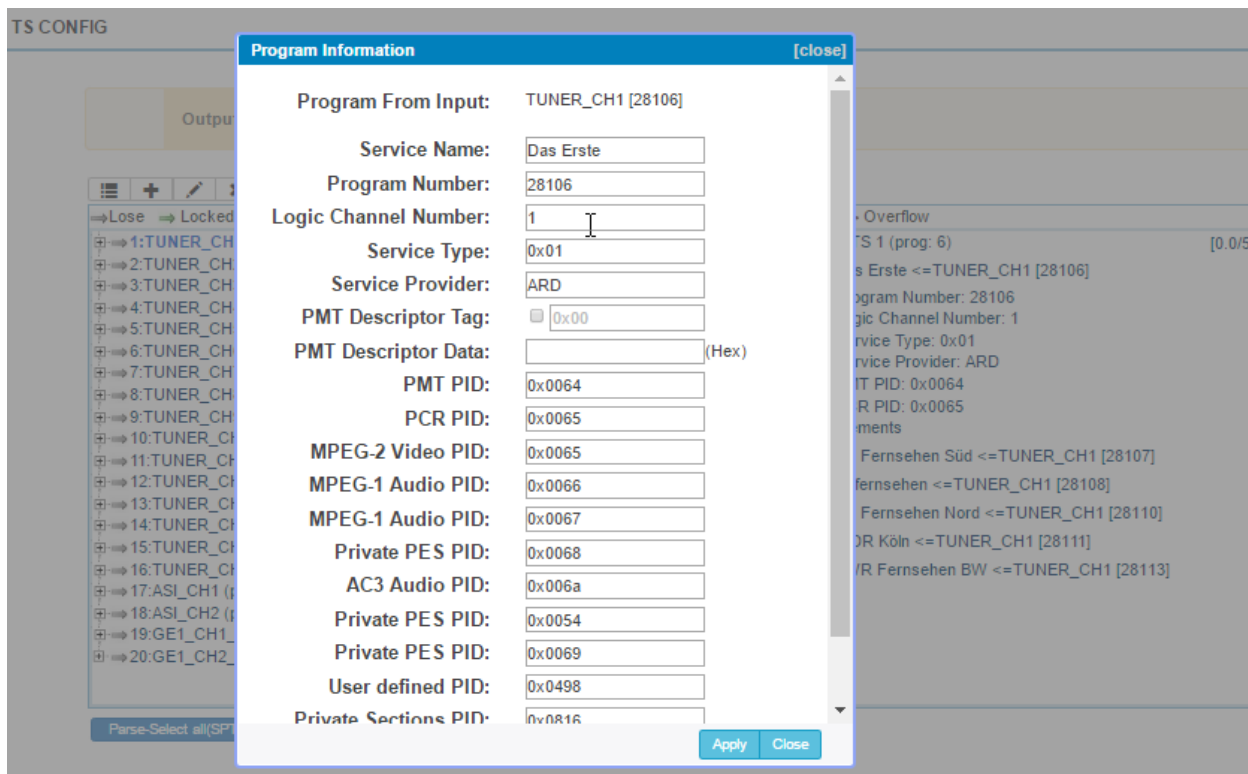 TS CONFIG
Program Information [close]
Program From Input: TUNER_CH1 [28106]
Service Name: Das Erste
Program Number: 28106
Logic Channel Number: 1
Service Type: 0x01
Service Provider: ARD
PMT Descriptor Tag: 0x00
PMT Descriptor Data: (Hex)
PMT PID: 0x0064
PCR PID: 0x0065
MPEG-2 Video PID: 0x0065
MPEG-1 Audio PID: 0x0066
MPEG-1 Audio PID: 0x0067
Private PES PID: 0x0068
AC3 Audio PID: 0x006a
Private PES PID: 0x0054
Private PES PID: 0x0069
User defined PID: 0x0498
Private Sections PID: 0x0816
Apply Close
Outpu
Lose Locked
1:TUNER_CH
2:TUNER_CH
3:TUNER_CH
4:TUNER_CH
5:TUNER_CH
6:TUNER_CH
7:TUNER_CH
8:TUNER_CH
9:TUNER_CH
10:TUNER_CH
11:TUNER_CH
12:TUNER_CH
13:TUNER_CH
14:TUNER_CH
15:TUNER_CH
16:TUNER_CH
17:ASI_CH1 (p
18:ASI_CH2 (p
19:GE1_CH1_
20:GE1_CH2_
Parse-Select all(SPT
Overflow
TS 1 (prog: 6) [0.0/5
s Erste <=TUNER_CH1 [28106]
ogram Number: 28106
gic Channel Number: 1
rvice Type: 0x01
rvice Provider: ARD
MT PID: 0x0064
R PID: 0x0065
ements
Fernsehen Süd <=TUNER_CH1 [28107]
fernsehen <=TUNER_CH1 [28108]
Fernsehen Nord <=TUNER_CH1 [28110]
DR Köln <=TUNER_CH1 [28111]
/R Fernsehen BW <=TUNER_CH1 [28113]